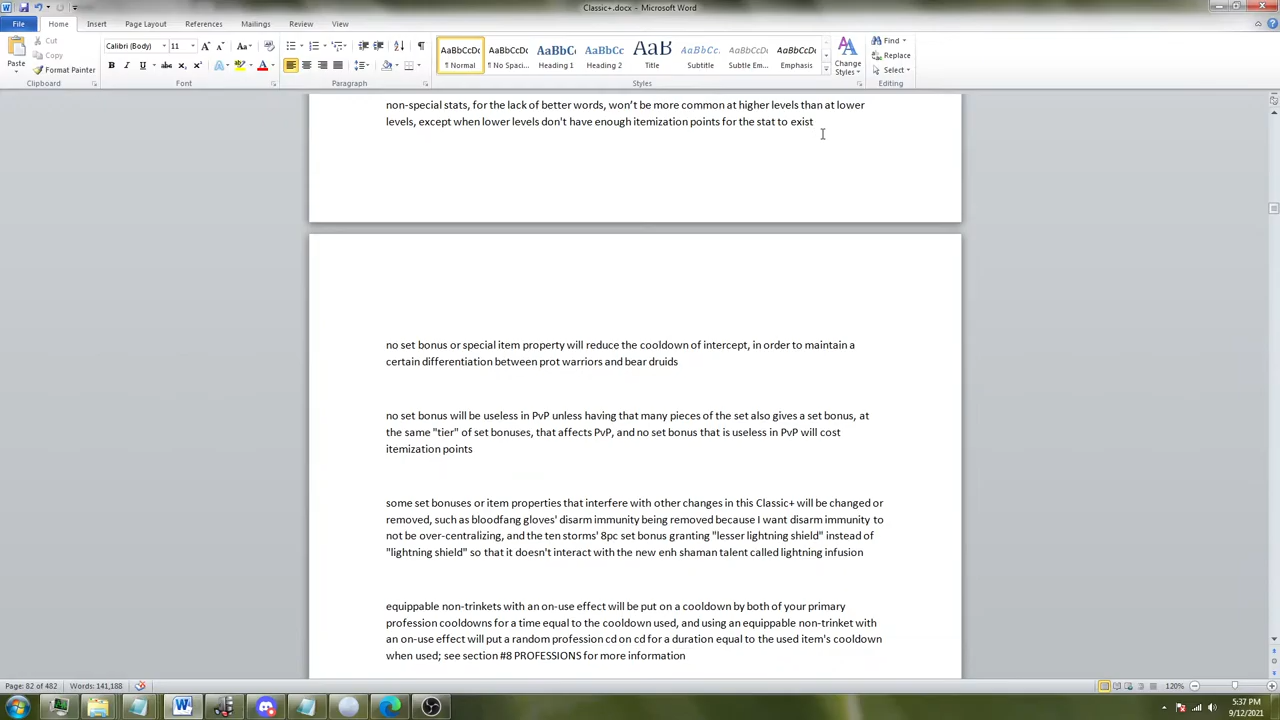 Classic+.docx - Microsoft Word
File Home Insert Page Layout References Mailings Review View
Cut
Copy
Format Painter
Paste
Clipboard
Calibri (Body) 11
Font
Paragraph
AaBbCcDc AaBbCcDc AaBbC AaBbCc AaB AaBbCc. AaBbCcDc AaBbCcDc
¶ Normal ¶ No Spaci... Heading 1 Heading 2 Title Subtitle Subtle Em... Emphasis
Styles
Change
Styles
Find
Replace
Select
Editing
non-special stats, for the lack of better words, won’t be more common at higher levels than at lower
levels, except when lower levels don't have enough itemization points for the stat to exist
no set bonus or special item property will reduce the cooldown of intercept, in order to maintain a
certain differentiation between prot warriors and bear druids
no set bonus will be useless in PvP unless having that many pieces of the set also gives a set bonus, at
the same "tier" of set bonuses, that affects PvP, and no set bonus that is useless in PvP will cost
itemization points
some set bonuses or item properties that interfere with other changes in this Classic+ will be changed or
removed, such as bloodfang gloves' disarm immunity being removed because I want disarm immunity to
not be over-centralizing, and the ten storms' 8pc set bonus granting "lesser lightning shield" instead of
"lightning shield" so that it doesn't interact with the new enh shaman talent called lightning infusion
equippable non-trinkets with an on-use effect will be put on a cooldown by both of your primary
profession cooldowns for a time equal to the cooldown used, and using an equippable non-trinket with
an on-use effect will put a random profession cd on cd for a duration equal to the used item's cooldown
when used; see section #8 PROFESSIONS for more information
Page: 82 of 482 Words: 141,188
120%
5:37 PM
9/12/2021